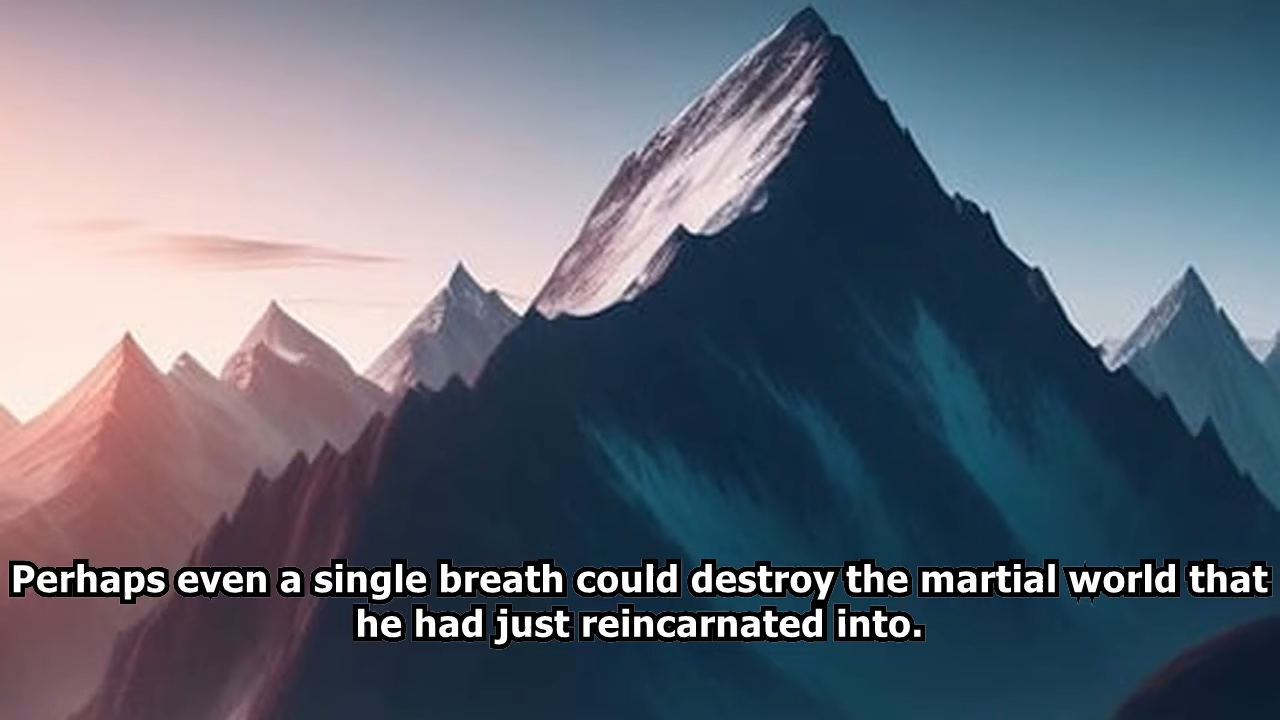 Perhaps even a single breath could destroy the martial world that
he had just reincarnated into.